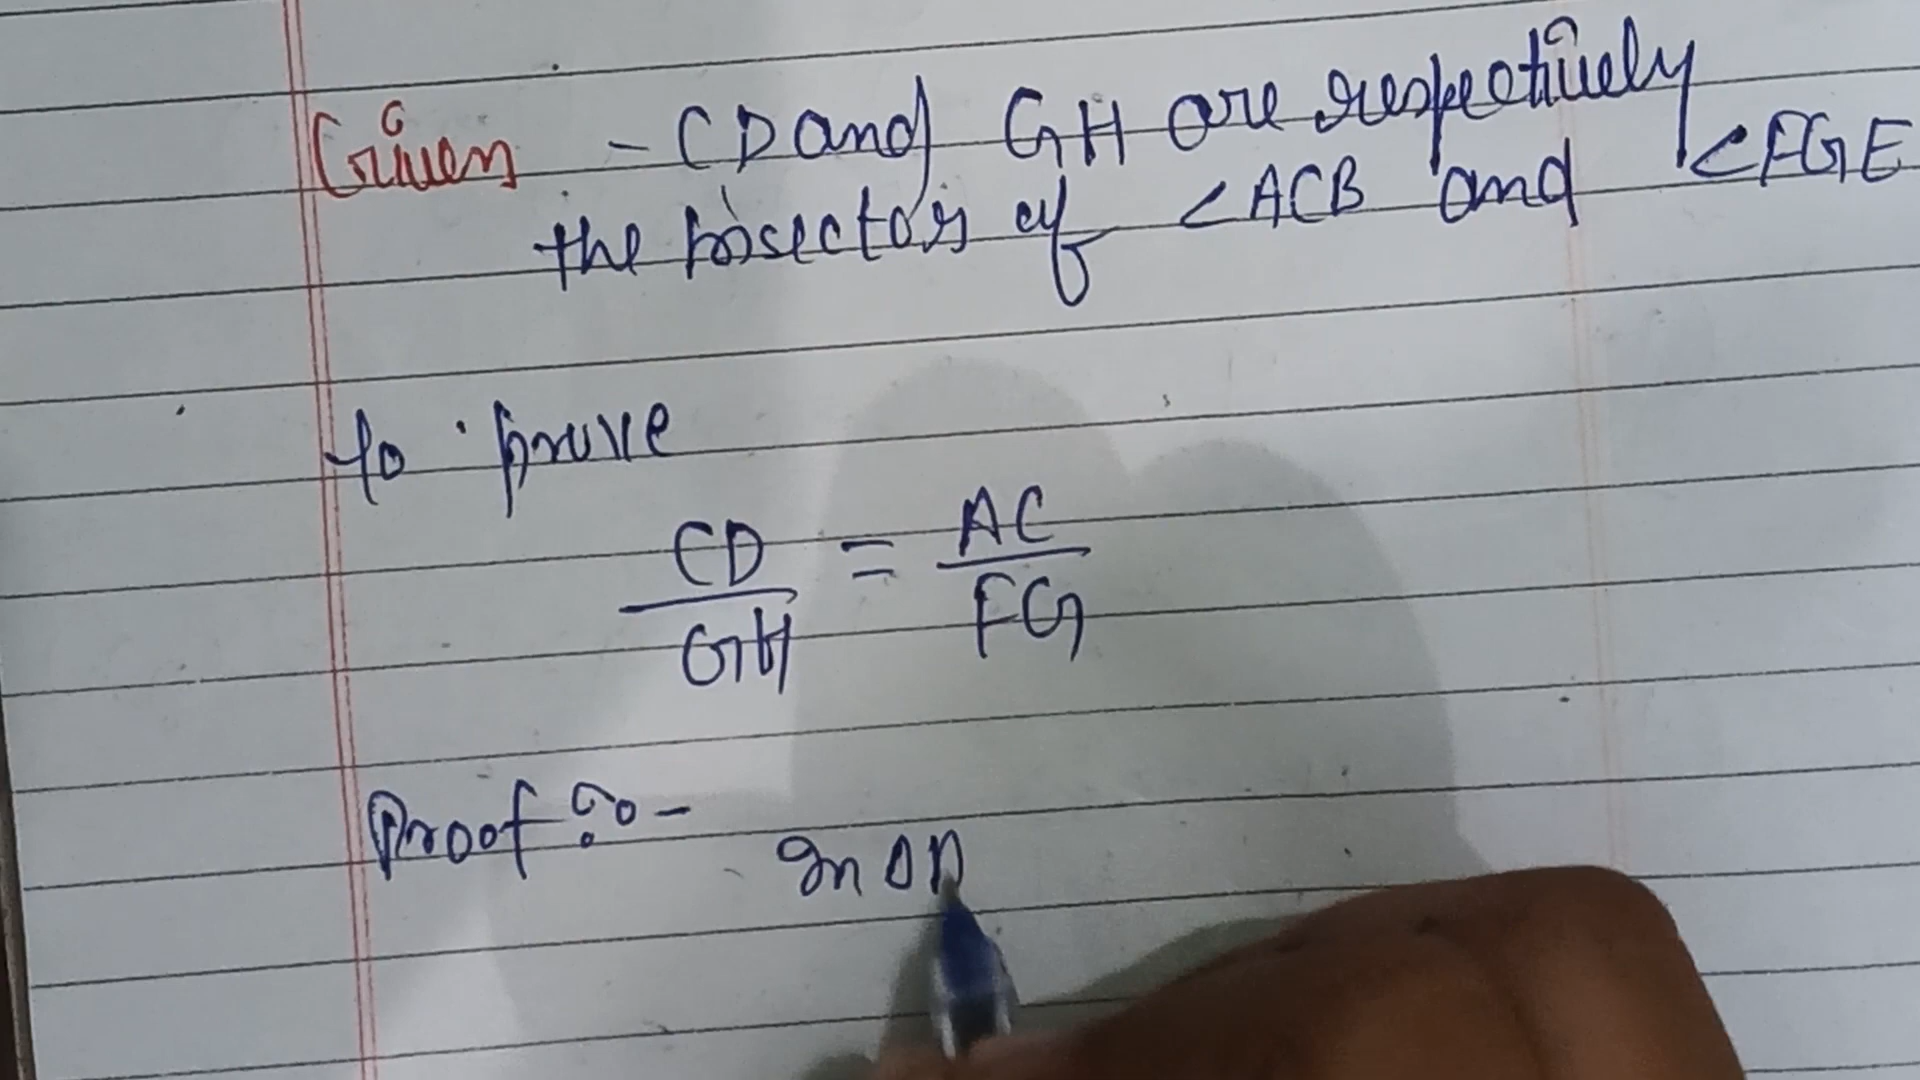 Given - CD and GH are respectively
the bisectors of ∠ACB and ∠FGE
to prove
CD/GH = AC/FG
Proof :-
In Δ